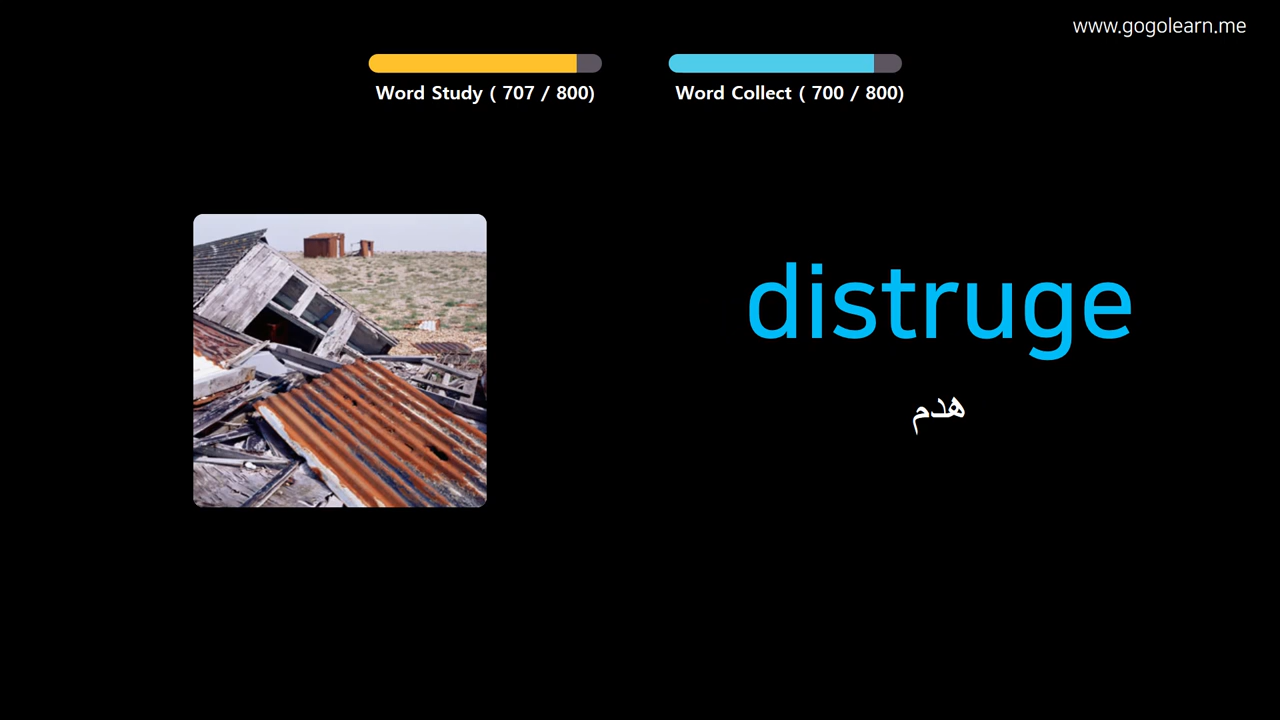 www.gogolearn.me
Word Study ( 707 / 800)
Word Collect ( 700 / 800)
distruge
هدم